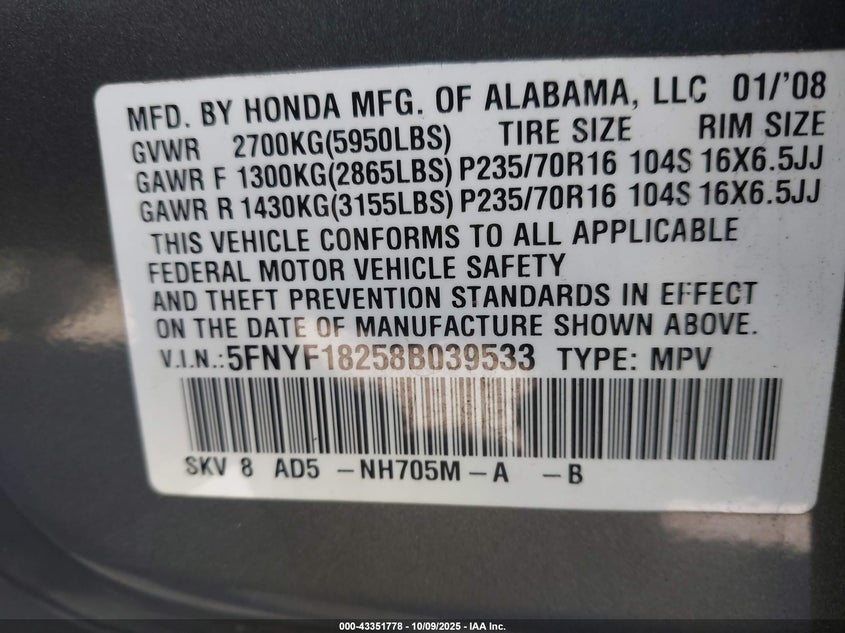 MFD. BY HONDA MFG. OF ALABAMA, LLC 01/'08
GVWR 2700KG(5950LBS) TIRE SIZE RIM SIZE
GAWR F 1300KG(2865LBS) P235/70R16 104S 16X6.5JJ
GAWR R 1430KG(3155LBS) P235/70R16 104S 16X6.5JJ
THIS VEHICLE CONFORMS TO ALL APPLICABLE
FEDERAL MOTOR VEHICLE SAFETY
AND THEFT PREVENTION STANDARDS IN EFFECT
ON THE DATE OF MANUFACTURE SHOWN ABOVE.
V.I.N.: 5FNYF18258B039533 TYPE: MPV
SKV 8 AD5 -NH705M-A -B
000-43351778 - 10/09/2025 - IAA Inc.